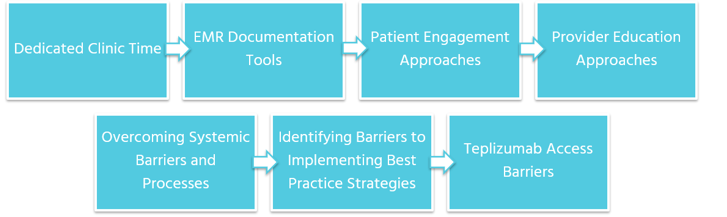 Dedicated Clinic Time
EMR Documentation
Tools
Patient Engagement
Approaches
Provider Education
Approaches
Overcoming Systemic
Barriers and
Processes
Identifying Barriers to
Implementing Best
Practice Strategies
Teplizumab Access
Barriers